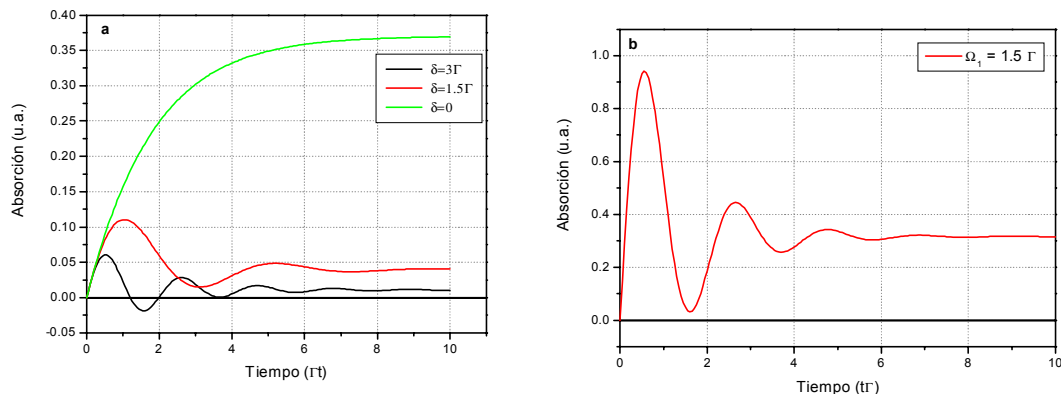 a
Absorción (u.a.)
0.40
0.35
0.30
0.25
0.20
0.15
0.10
0.05
0.00
-0.05
δ=3Γ
δ=1.5Γ
δ=0
0 2 4 6 8 10
Tiempo (Γt)
b
Absorción (u.a.)
1.0
0.8
0.6
0.4
0.2
0.0
Ω₁ = 1.5 Γ
0 2 4 6 8 10
Tiempo (tΓ)